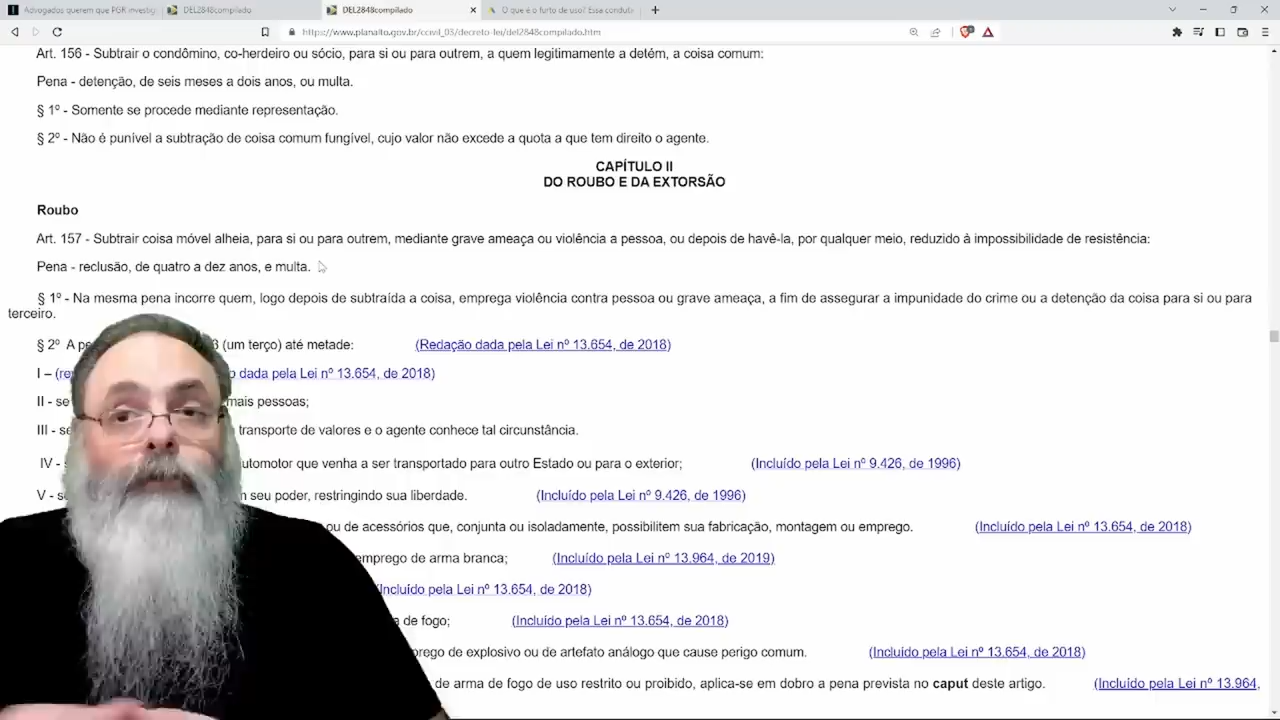 Advogados querem que PGR investig
DEL2848compilado
DEL2848compilado
O que é o furto de uso? Essa conduta
https://www.planalto.gov.br/ccivil_03/decreto-lei/del2848compilado.htm
Art. 156 - Subtrair o condômino, co-herdeiro ou sócio, para si ou para outrem, a quem legitimamente a detém, a coisa comum:
Pena - detenção, de seis meses a dois anos, ou multa.
§ 1º - Somente se procede mediante representação.
§ 2º - Não é punível a subtração de coisa comum fungível, cujo valor não excede a quota a que tem direito o agente.
CAPÍTULO II
DO ROUBO E DA EXTORSÃO
Roubo
Art. 157 - Subtrair coisa móvel alheia, para si ou para outrem, mediante grave ameaça ou violência a pessoa, ou depois de havê-la, por qualquer meio, reduzido à impossibilidade de resistência:
Pena - reclusão, de quatro a dez anos, e multa.
§ 1º - Na mesma pena incorre quem, logo depois de subtraída a coisa, emprega violência contra pessoa ou grave ameaça, a fim de assegurar a impunidade do crime ou a detenção da coisa para si ou para
terceiro.
§ 2º A pe 3 (um terço) até metade: (Redação dada pela Lei nº 13.654, de 2018)
I – (re o dada pela Lei nº 13.654, de 2018)
II - se mais pessoas;
III - se transporte de valores e o agente conhece tal circunstância.
IV - s utomotor que venha a ser transportado para outro Estado ou para o exterior; (Incluído pela Lei nº 9.426, de 1996)
V - se m seu poder, restringindo sua liberdade. (Incluído pela Lei nº 9.426, de 1996)
ou de acessórios que, conjunta ou isoladamente, possibilitem sua fabricação, montagem ou emprego. (Incluído pela Lei nº 13.654, de 2018)
emprego de arma branca; (Incluído pela Lei nº 13.964, de 2019)
(Incluído pela Lei nº 13.654, de 2018)
a de fogo; (Incluído pela Lei nº 13.654, de 2018)
prego de explosivo ou de artefato análogo que cause perigo comum. (Incluído pela Lei nº 13.654, de 2018)
de arma de fogo de uso restrito ou proibido, aplica-se em dobro a pena prevista no caput deste artigo. (Incluído pela Lei nº 13.964,